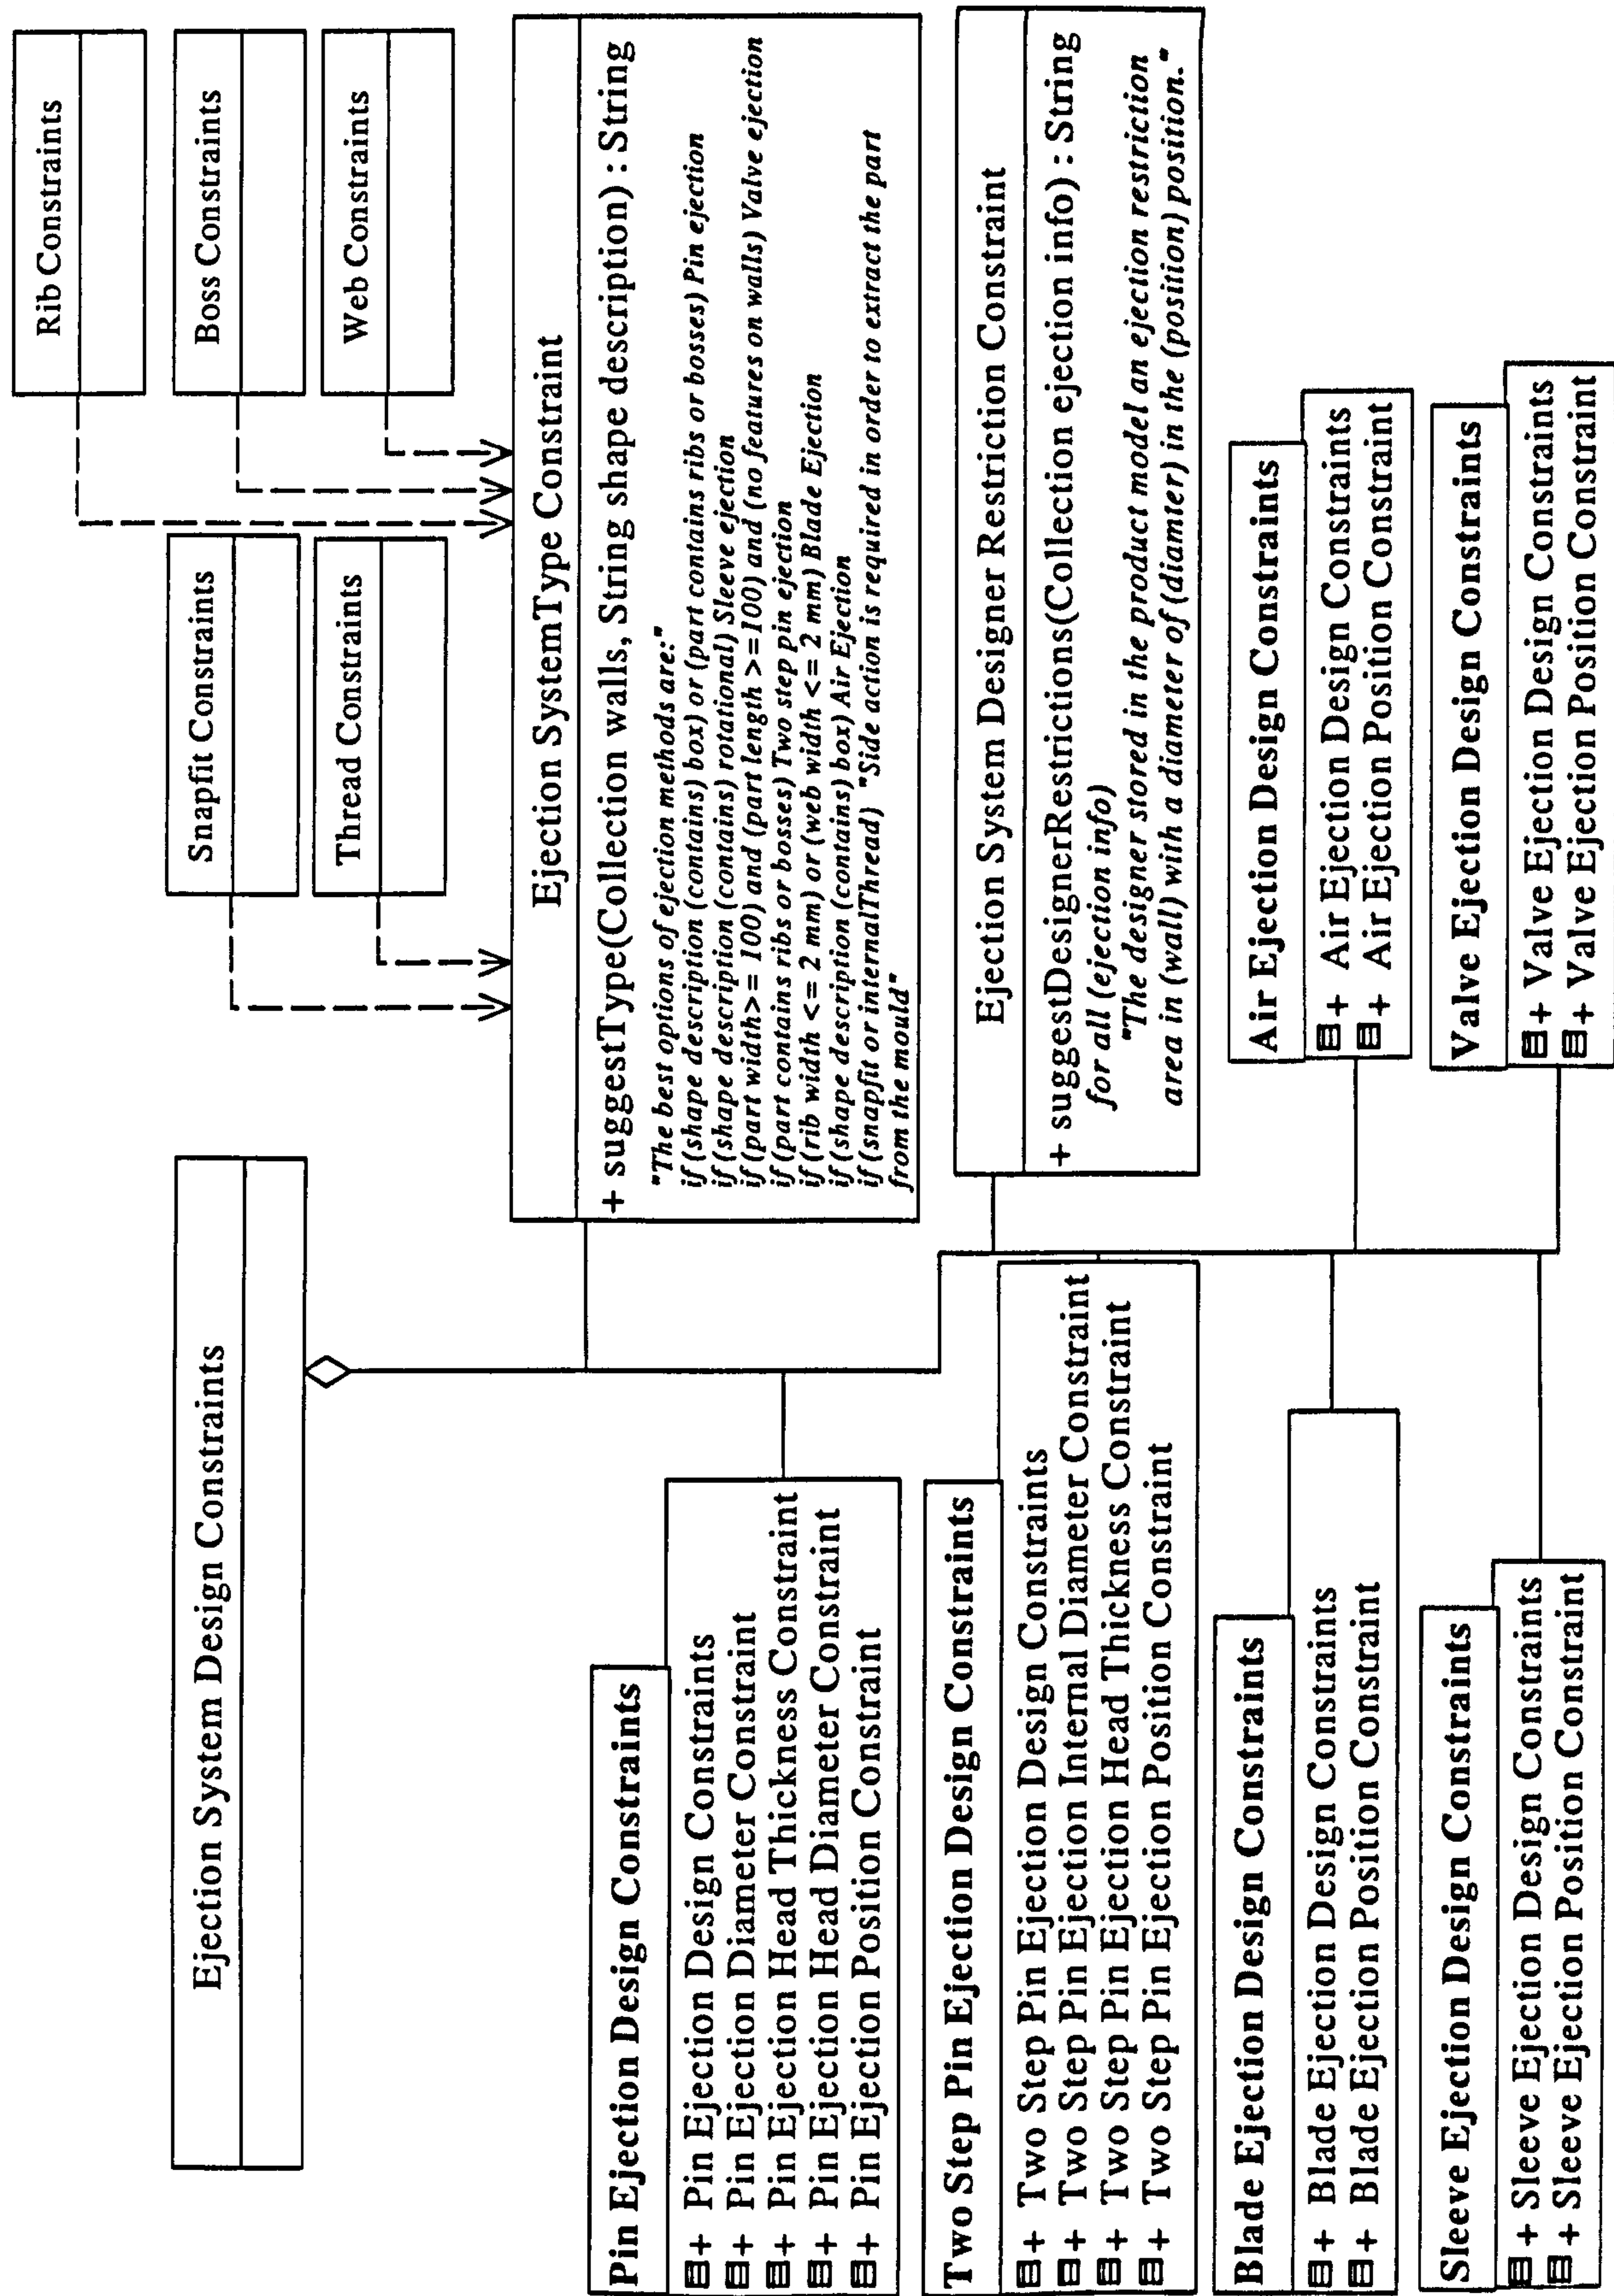 Ejection System Design Constraints
Rib Constraints
Boss Constraints
Web Constraints
Snapfit Constraints
Thread Constraints
Ejection SystemType Constraint
+ suggestType(Collection walls, String shape description) : String
"The best options of ejection methods are:"
if (shape description (contains) box) or (part contains ribs or bosses) Pin ejection
if (shape description (contains) rotational) Sleeve ejection
if (part width>= 100) and (part length >=100) and (no features on walls) Valve ejection
if (part contains ribs or bosses) Two step pin ejection
if (rib width <= 2 mm) or (web width <= 2 mm) Blade Ejection
if (shape description (contains) box) Air Ejection
if (snapfit or internalThread) "Side action is required in order to extract the part
from the mould"
Ejection System Designer Restriction Constraint
+ suggestDesignerRestrictions(Collection ejection info) : String
for all (ejection info)
"The designer stored in the product model an ejection restriction
area in (wall) with a diameter of (diamter) in the (position) position."
Pin Ejection Design Constraints
+ Pin Ejection Design Constraints
+ Pin Ejection Diameter Constraint
+ Pin Ejection Head Thickness Constraint
+ Pin Ejection Head Diameter Constraint
+ Pin Ejection Position Constraint
Two Step Pin Ejection Design Constraints
+ Two Step Pin Ejection Design Constraints
+ Two Step Pin Ejection Internal Diameter Constraint
+ Two Step Pin Ejection Head Thickness Constraint
+ Two Step Pin Ejection Position Constraint
Blade Ejection Design Constraints
+ Blade Ejection Design Constraints
+ Blade Ejection Position Constraint
Sleeve Ejection Design Constraints
+ Sleeve Ejection Design Constraints
+ Sleeve Ejection Position Constraint
Air Ejection Design Constraints
+ Air Ejection Design Constraints
+ Air Ejection Position Constraint
Valve Ejection Design Constraints
+ Valve Ejection Design Constraints
+ Valve Ejection Position Constraint